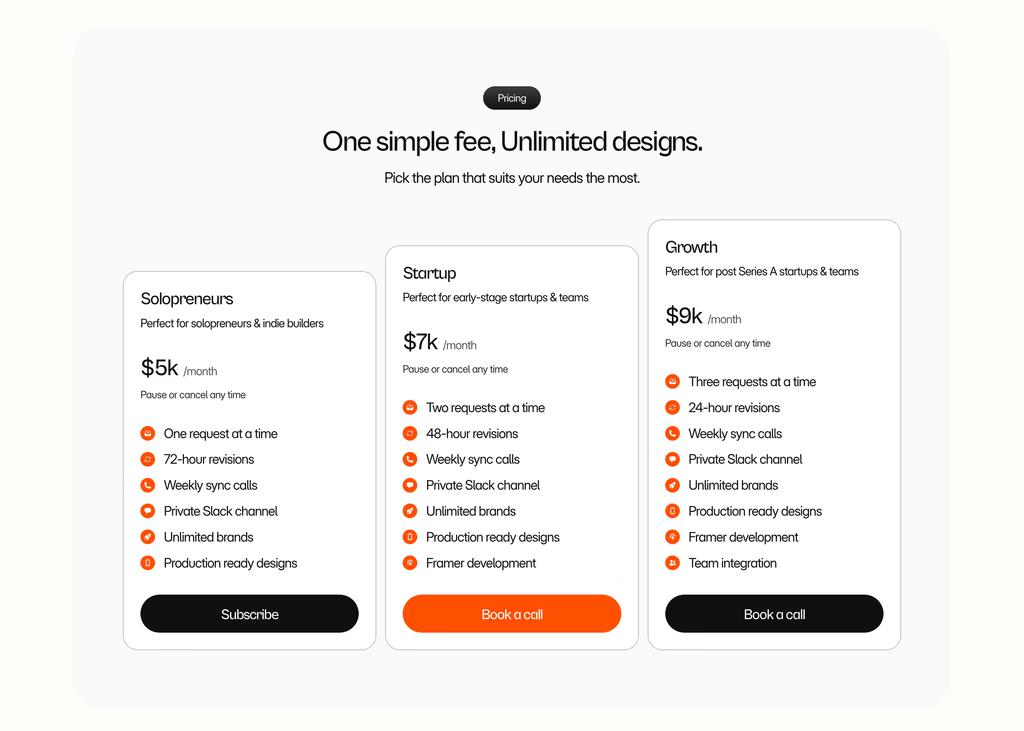 Pricing
One simple fee, Unlimited designs.
Pick the plan that suits your needs the most.
Solopreneurs
Perfect for solopreneurs & indie builders
$5k /month
Pause or cancel any time
One request at a time
72-hour revisions
Weekly sync calls
Private Slack channel
Unlimited brands
Production ready designs
Subscribe
Startup
Perfect for early-stage startups & teams
$7k /month
Pause or cancel any time
Two requests at a time
48-hour revisions
Weekly sync calls
Private Slack channel
Unlimited brands
Production ready designs
Framer development
Book a call
Growth
Perfect for post Series A startups & teams
$9k /month
Pause or cancel any time
Three requests at a time
24-hour revisions
Weekly sync calls
Private Slack channel
Unlimited brands
Production ready designs
Framer development
Team integration
Book a call